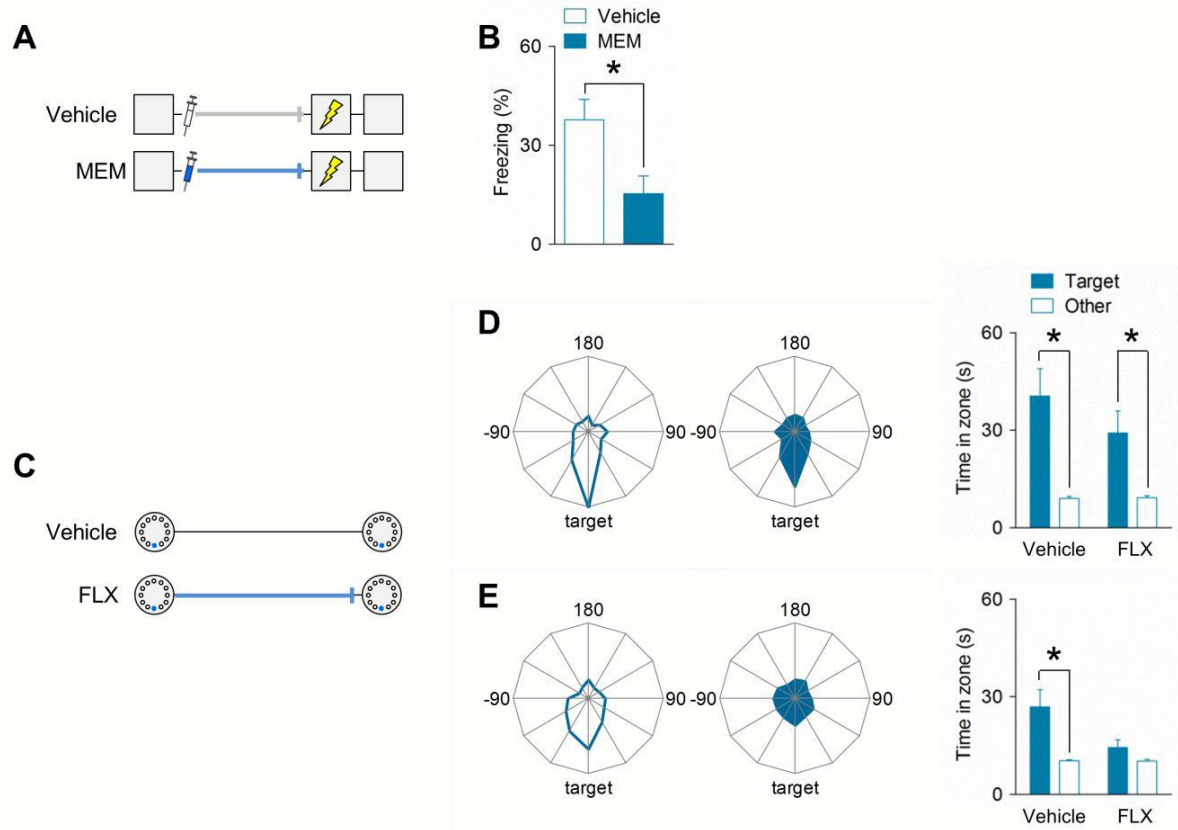 A
Vehicle
MEM
B
Vehicle
MEM
60
30
0
Freezing (%)
*
C
Vehicle
FLX
D
180
-90
90
target
180
-90
90
target
Target
Other
60
30
0
Time in zone (s)
*
*
Vehicle
FLX
E
180
-90
90
target
180
-90
90
target
60
30
0
Time in zone (s)
*
Vehicle
FLX